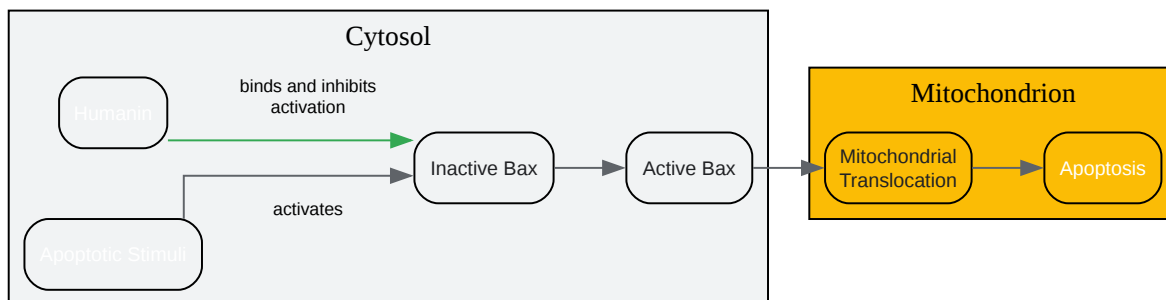 Cytosol
Humanin
binds and inhibits
activation
Inactive Bax
Active Bax
Apoptotic Stimuli
activates
Mitochondrion
Mitochondrial
Translocation
Apoptosis